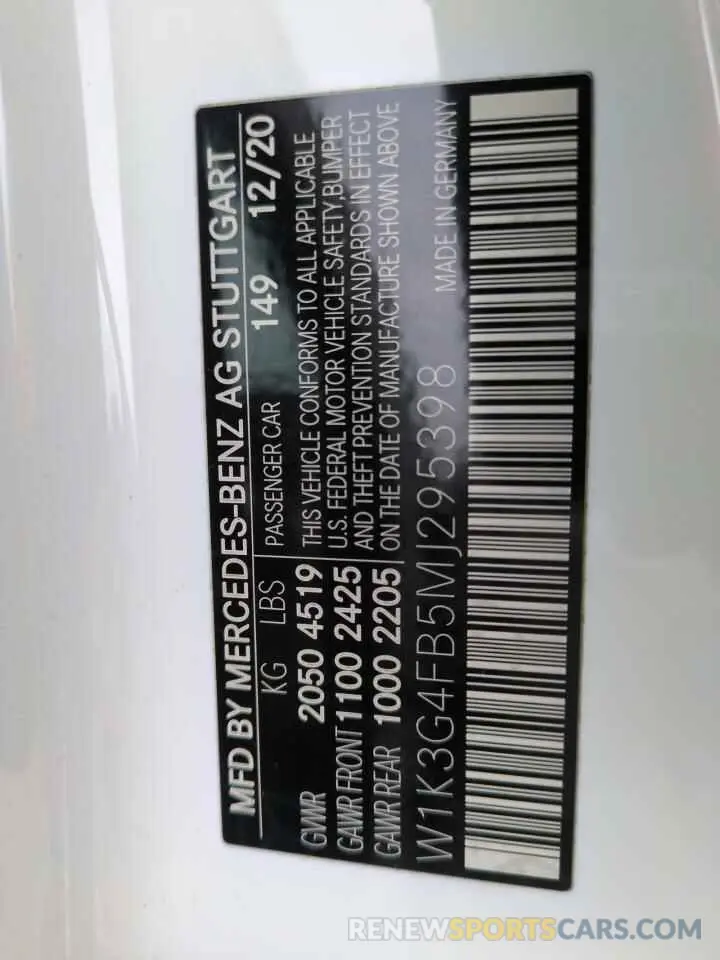 MFD BY MERCEDES-BENZ AG STUTTGART
KG LBS PASSENGER CAR 149 12/20
GWR 2050 4519 THIS VEHICLE CONFORMS TO ALL APPLICABLE
GAWR FRONT 1100 2425 U.S. FEDERAL MOTOR VEHICLE SAFETY,BUMPER
GAWR REAR 1000 2205 AND THEFT PREVENTION STANDARDS IN EFFECT
ON THE DATE OF MANUFACTURE SHOWN ABOVE
W1K3G4FB5MJ295398 MADE IN GERMANY
RENEWSPORTSCARS.COM